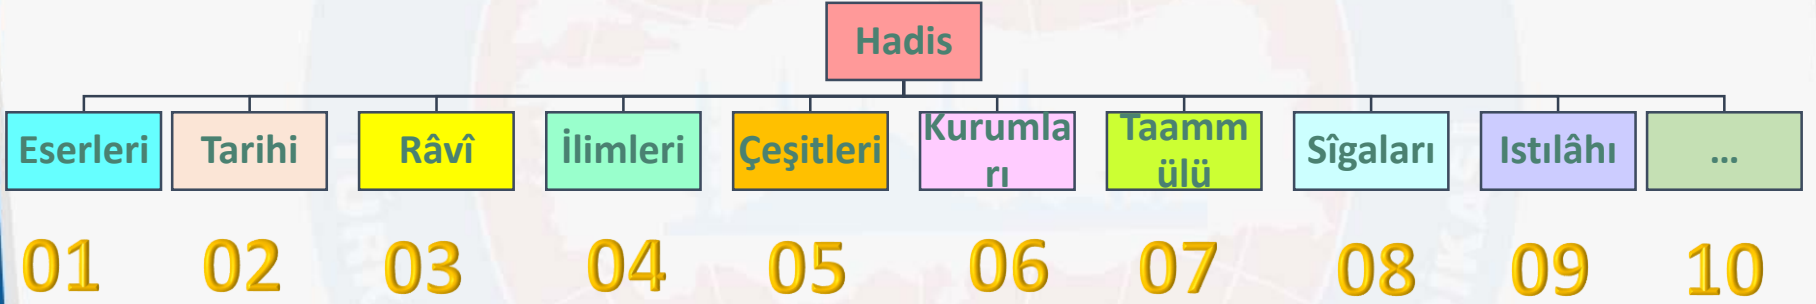 Hadis
Eserleri
Tarihi
Râvî
İlimleri
Çeşitleri
Kurumla
rı
Taamm
ülü
Sîgaları
Istılâhı
...
01
02
03
04
05
06
07
08
09
10